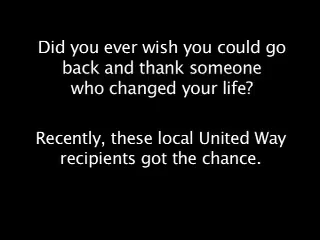 Did you ever wish you could go
back and thank someone
who changed your life?
Recently, these local United Way
recipients got the chance.